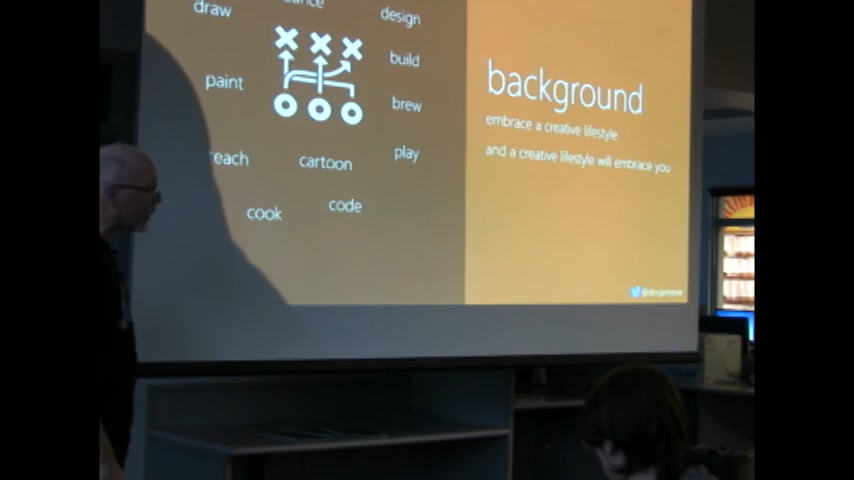 draw
design
build
paint
brew
play
cartoon
code
cook
background
embrace a creative lifestyle
and a creative lifestyle will embrace you